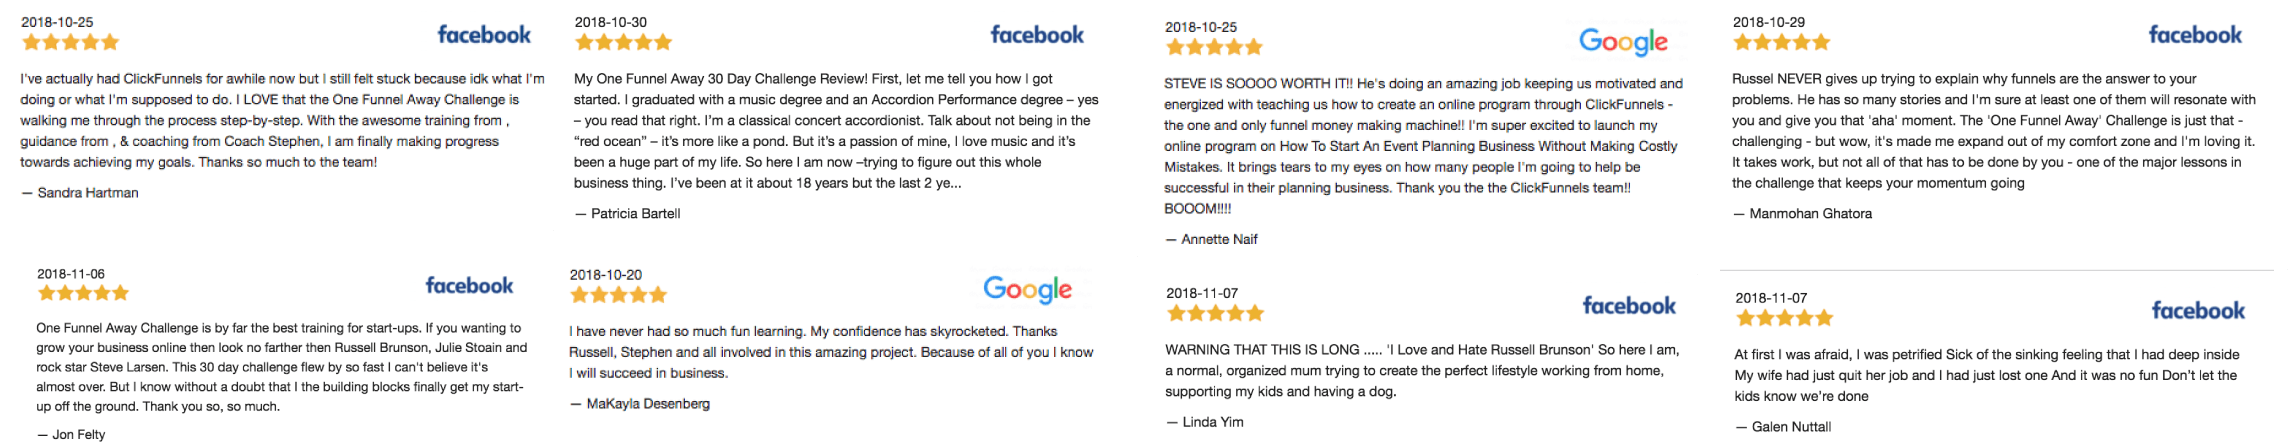 2018-10-25
facebook
I've actually had ClickFunnels for awhile now but I still felt stuck because idk what I'm
doing or what I'm supposed to do. I LOVE that the One Funnel Away Challenge is
walking me through the process step-by-step. With the awesome training from ,
guidance from , & coaching from Coach Stephen, I am finally making progress
towards achieving my goals. Thanks so much to the team!
— Sandra Hartman
2018-10-30
facebook
My One Funnel Away 30 Day Challenge Review! First, let me tell you how I got
started. I graduated with a music degree and an Accordion Performance degree – yes
– you read that right. I'm a classical concert accordionist. Talk about not being in the
“red ocean” – it's more like a pond. But it's a passion of mine, I love music and it's
been a huge part of my life. So here I am now –trying to figure out this whole
business thing. I've been at it about 18 years but the last 2 ye...
— Patricia Bartell
2018-10-25
Google
STEVE IS SOOOO WORTH IT!! He's doing an amazing job keeping us motivated and
energized with teaching us how to create an online program through ClickFunnels -
the one and only funnel money making machine!! I'm super excited to launch my
online program on How To Start An Event Planning Business Without Making Costly
Mistakes. It brings tears to my eyes on how many people I'm going to help be
successful in their planning business. Thank you the the ClickFunnels team!!
BOOOM!!!!
— Annette Naif
2018-10-29
facebook
Russel NEVER gives up trying to explain why funnels are the answer to your
problems. He has so many stories and I'm sure at least one of them will resonate with
you and give you that 'aha' moment. The 'One Funnel Away' Challenge is just that -
challenging - but wow, it's made me expand out of my comfort zone and I'm loving it.
It takes work, but not all of that has to be done by you - one of the major lessons in
the challenge that keeps your momentum going
— Manmohan Ghatora
2018-11-06
facebook
One Funnel Away Challenge is by far the best training for start-ups. If you wanting to
grow your business online then look no farther then Russell Brunson, Julie Stoain and
rock star Steve Larsen. This 30 day challenge flew by so fast I can't believe it's
almost over. But I know without a doubt that I the building blocks finally get my start-
up off the ground. Thank you so, so much.
— Jon Felty
2018-10-20
Google
I have never had so much fun learning. My confidence has skyrocketed. Thanks
Russell, Stephen and all involved in this amazing project. Because of all of you I know
I will succeed in business.
— MaKayla Desenberg
2018-11-07
facebook
WARNING THAT THIS IS LONG ..... 'I Love and Hate Russell Brunson' So here I am,
a normal, organized mum trying to create the perfect lifestyle working from home,
supporting my kids and having a dog.
— Linda Yim
2018-11-07
facebook
At first I was afraid, I was petrified Sick of the sinking feeling that I had deep inside
My wife had just quit her job and I had just lost one And it was no fun Don't let the
kids know we're done
— Galen Nuttall